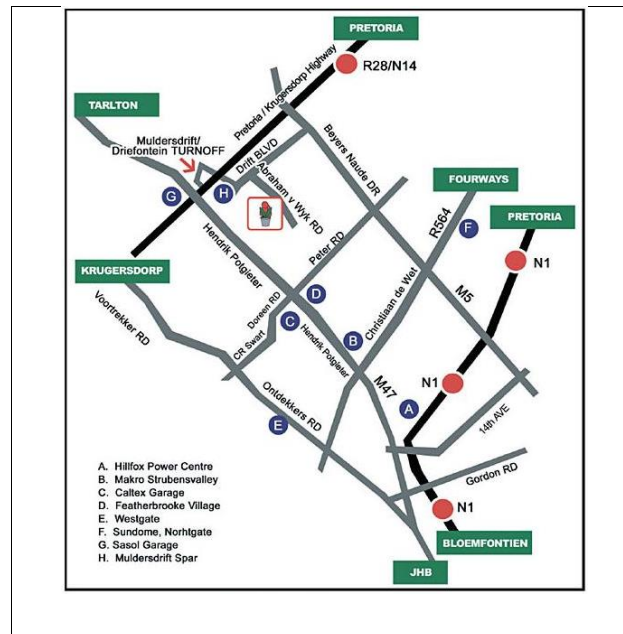 PRETORIA
R28/N14
Pretoria / Krugersdorp Highway
TARLTON
Muldersdrift/
Driefontein TURNOFF
Drift BLVD
Beyers Naude DR
Abraham v Wyk RD
FOURWAYS
G
H
R564
F
PRETORIA
N1
Hendrik Potgieter
Peter RD
KRUGERSDORP
Voortrekker RD
D
Doreen RD
C
Christiaan de Wet
M5
CR Swart
Hendrik Potgieter
B
M47
N1
A
Ontdekkers RD
E
14th AVE
Gordon RD
N1
BLOEMFONTIEN
JHB
A. Hillfox Power Centre
B. Makro Strubensvalley
C. Caltex Garage
D. Featherbrooke Village
E. Westgate
F. Sundome, Norhtgate
G. Sasol Garage
H. Muldersdrift Spar